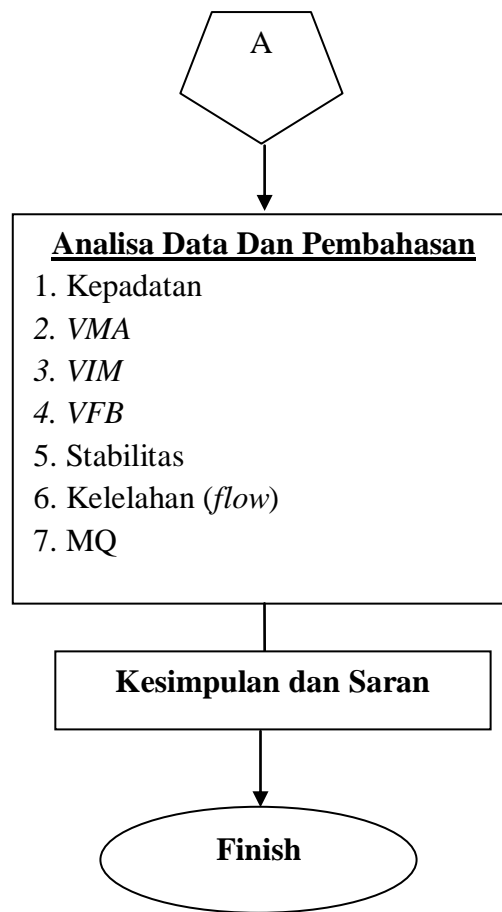 A
Analisa Data Dan Pembahasan
1. Kepadatan
2. VMA
3. VIM
4. VFB
5. Stabilitas
6. Kelelahan (flow)
7. MQ
Kesimpulan dan Saran
Finish